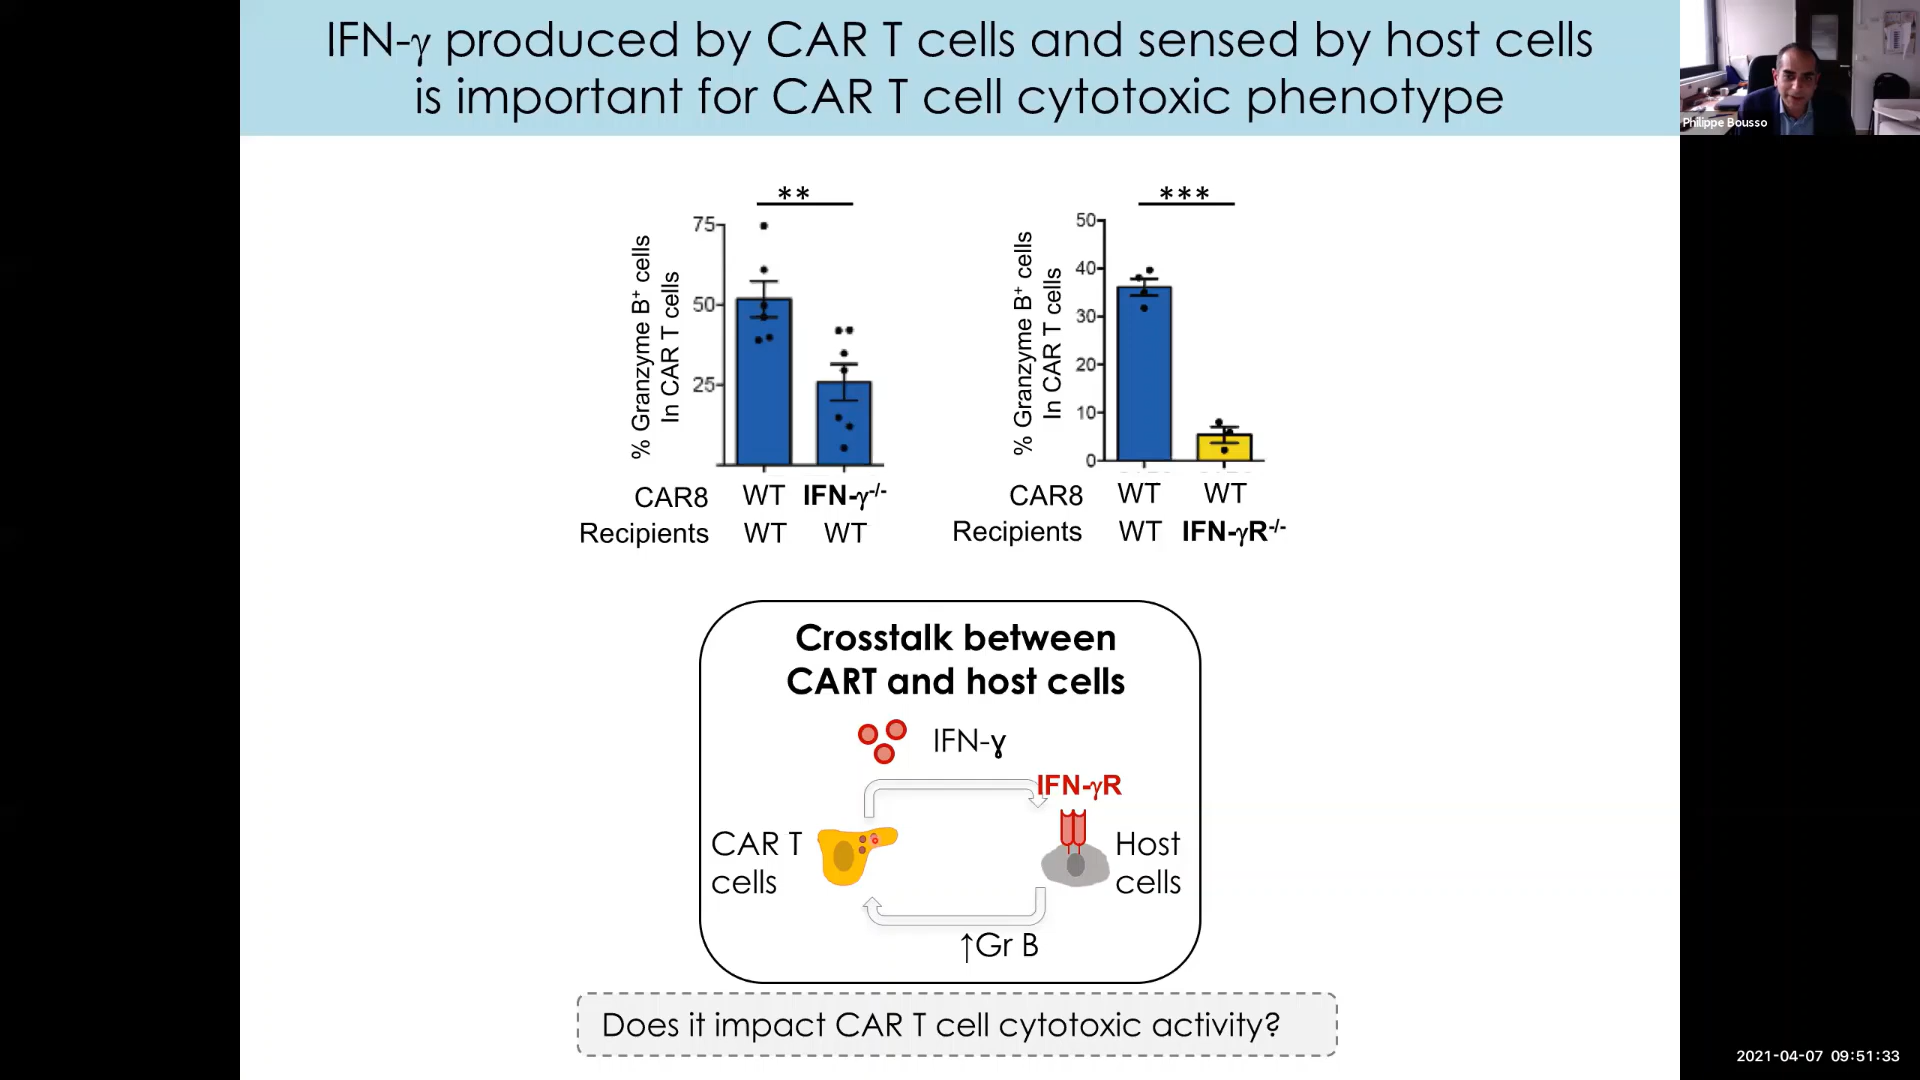 IFN-γ produced by CAR T cells and sensed by host cells
is important for CAR T cell cytotoxic phenotype
Philippe Bousso
**
% Granzyme B+ cells
In CAR T cells
75
50
25
CAR8 WT IFN-γ-/-
Recipients WT WT
***
% Granzyme B+ cells
In CAR T cells
50
40
30
20
10
0
CAR8 WT WT
Recipients WT IFN-γR-/-
Crosstalk between
CART and host cells
IFN-γ
IFN-γR
CAR T
cells
Host
cells
↑Gr B
Does it impact CAR T cell cytotoxic activity?
2021-04-07 09:51:33